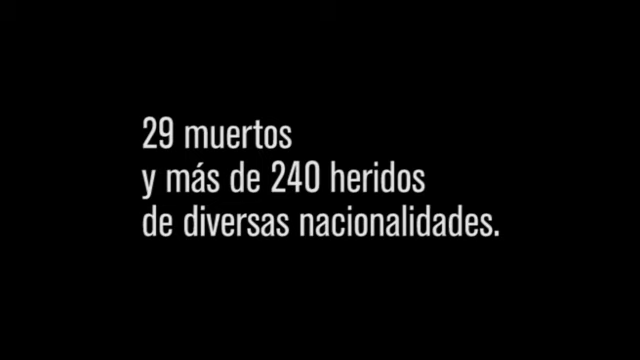 29 muertos
y más de 240 heridos
de diversas nacionalidades.